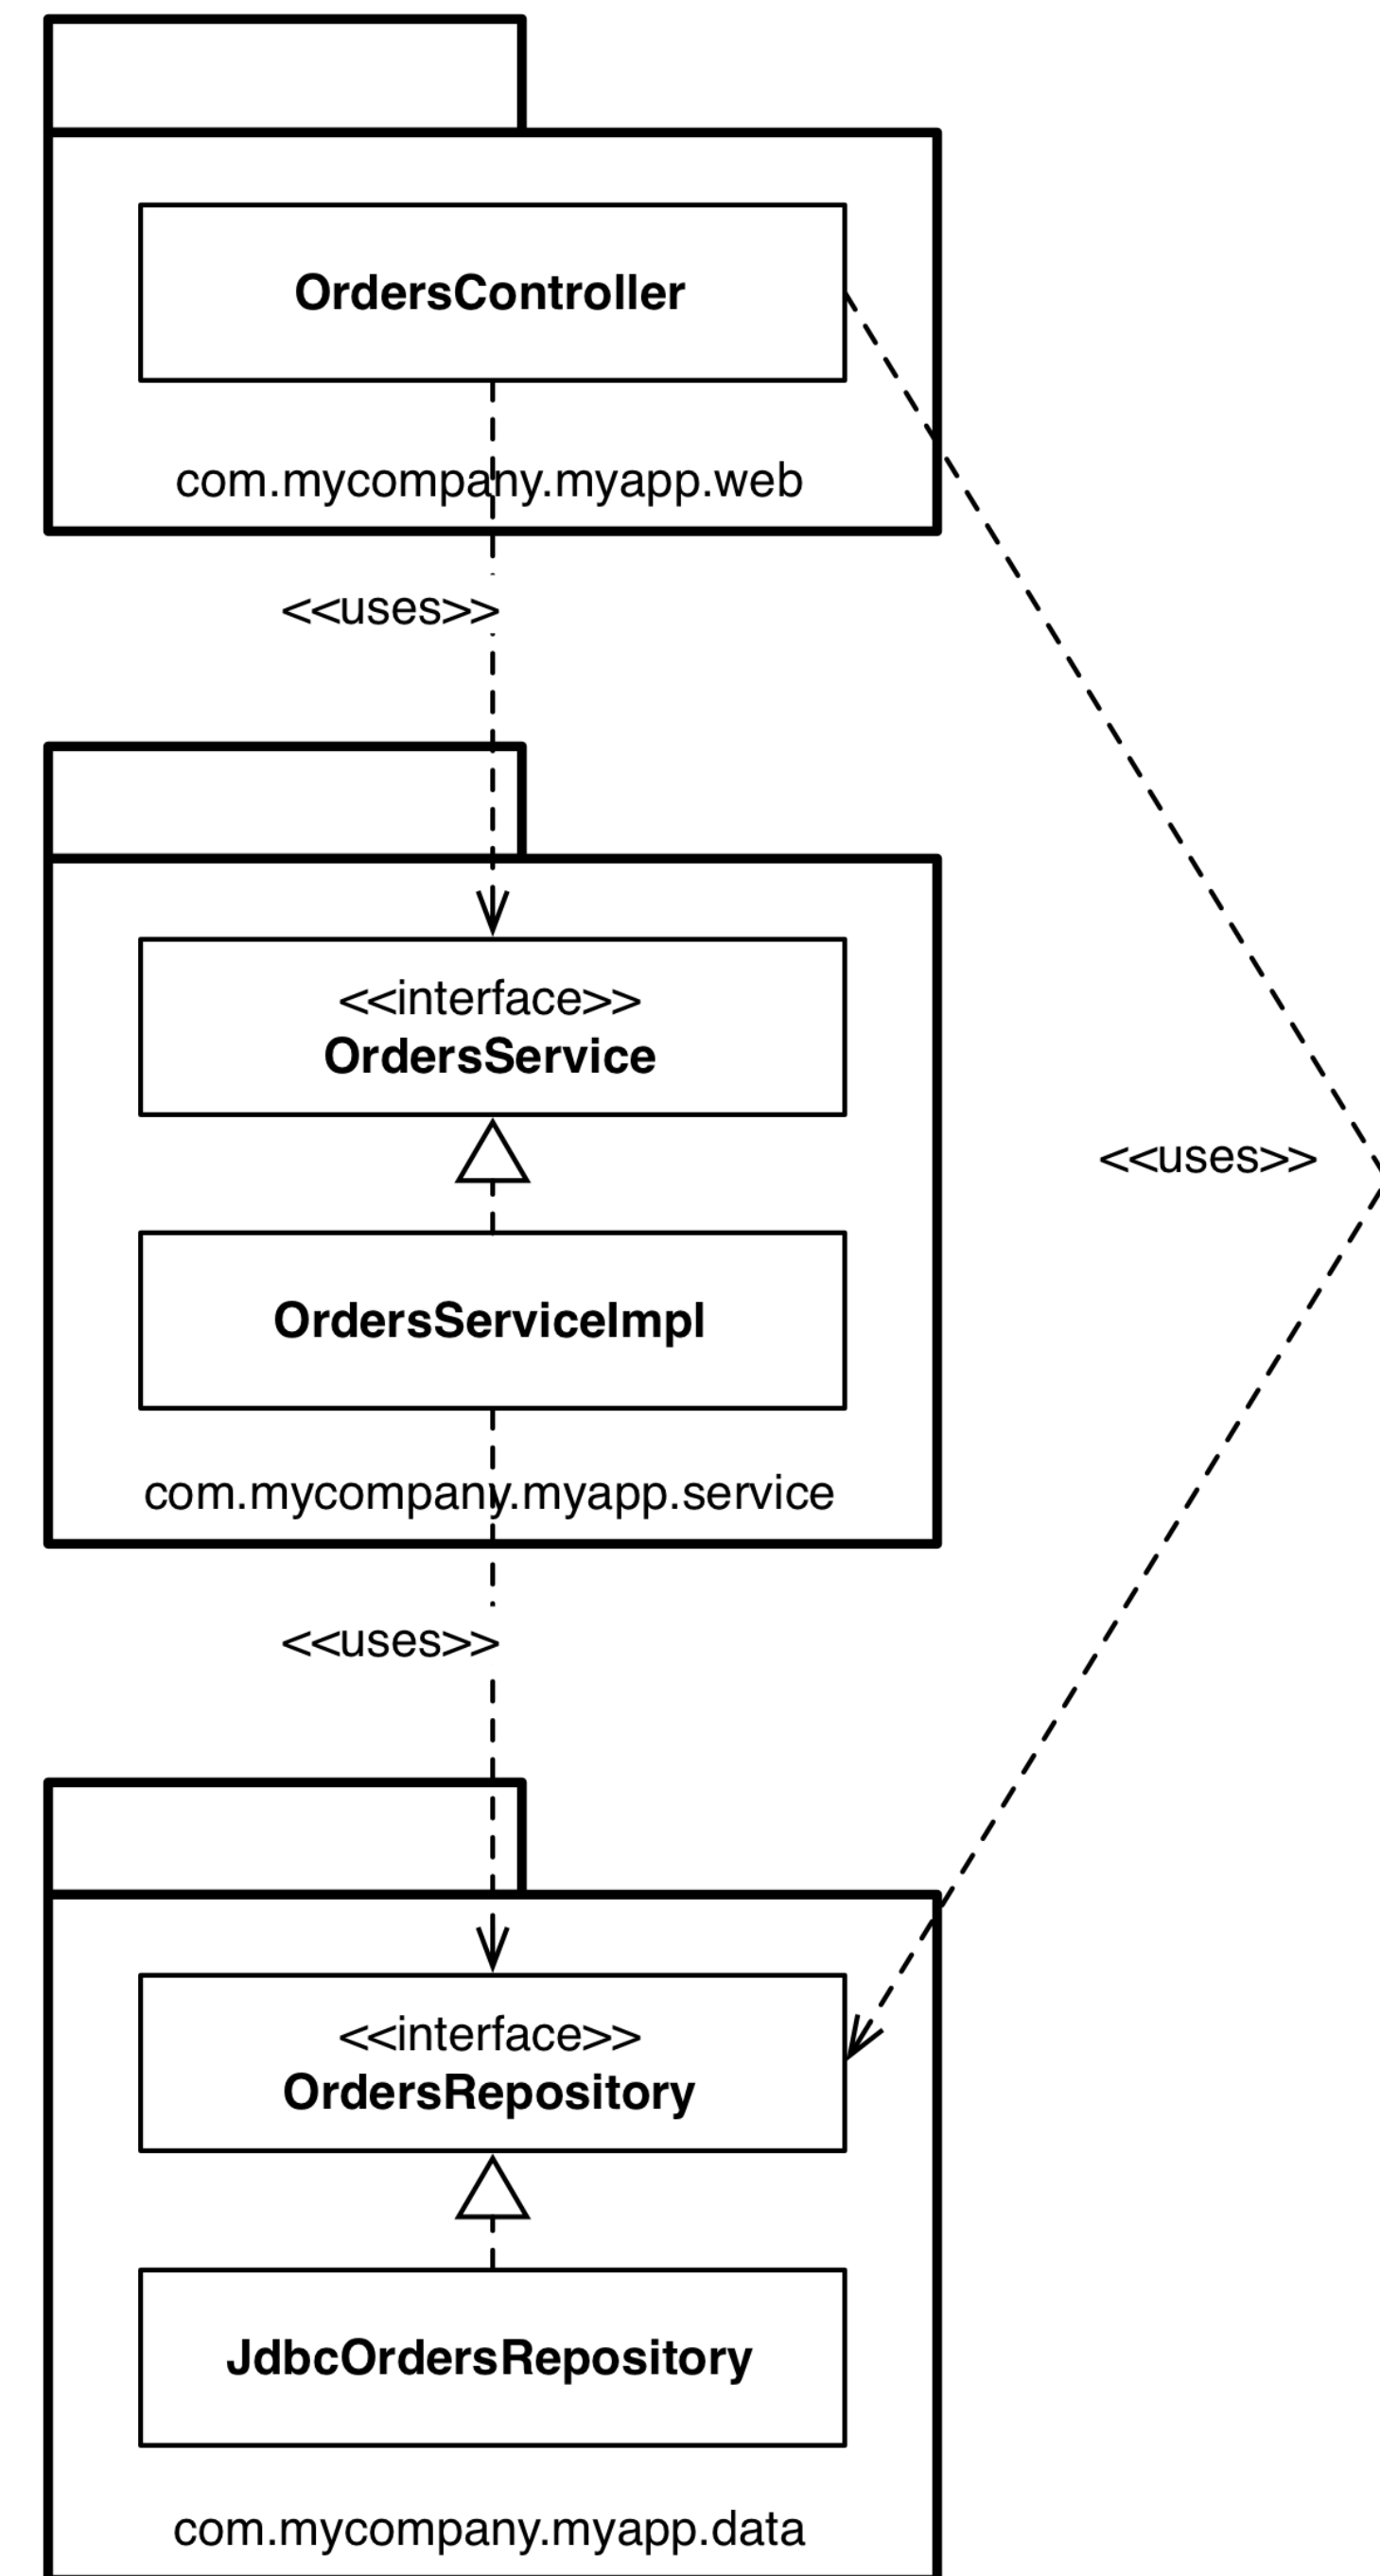 OrdersController
com.mycompany.myapp.web
<<uses>>
<<interface>>
OrdersService
<<uses>>
OrdersServiceImpl
com.mycompany.myapp.service
<<uses>>
<<interface>>
OrdersRepository
JdbcOrdersRepository
com.mycompany.myapp.data